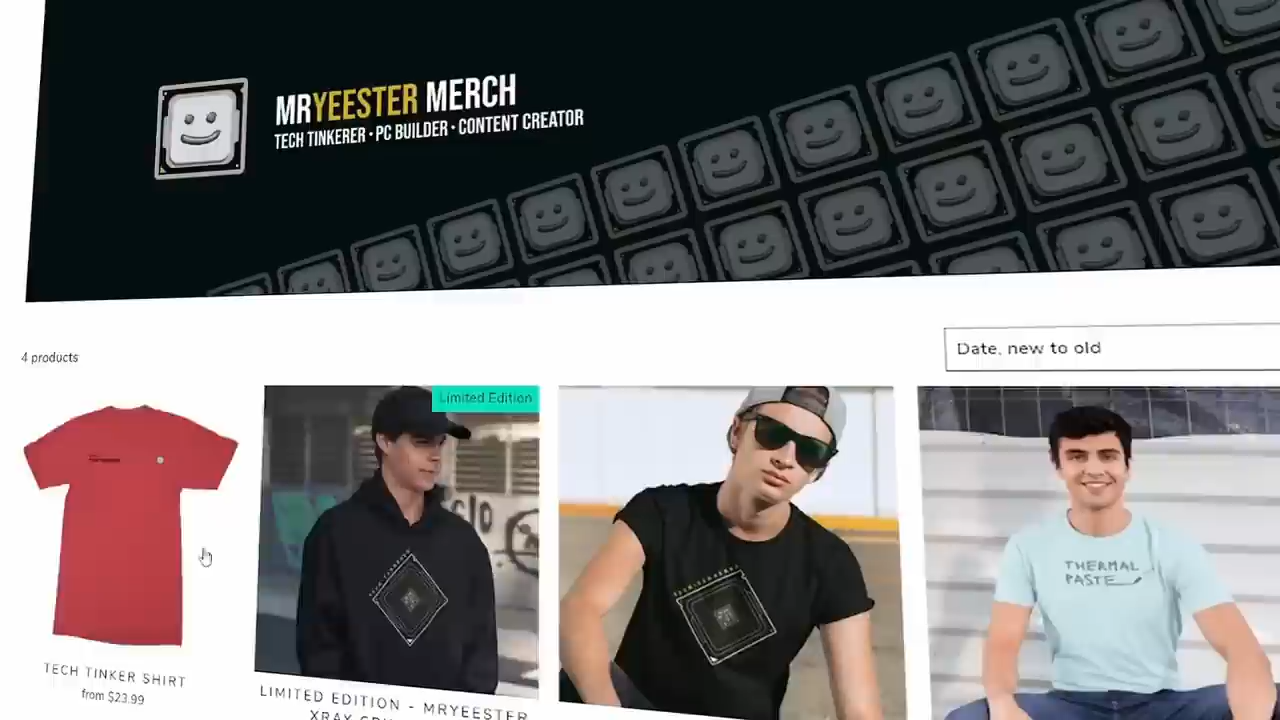 MRYEESTER MERCH
TECH TINKERER • PC BUILDER • CONTENT CREATOR
4 products
Date, new to old
Limited Edition
THERMAL
PASTE
TECH TINKER SHIRT
from $23.99
LIMITED EDITION - MRYEESTER
XRAY